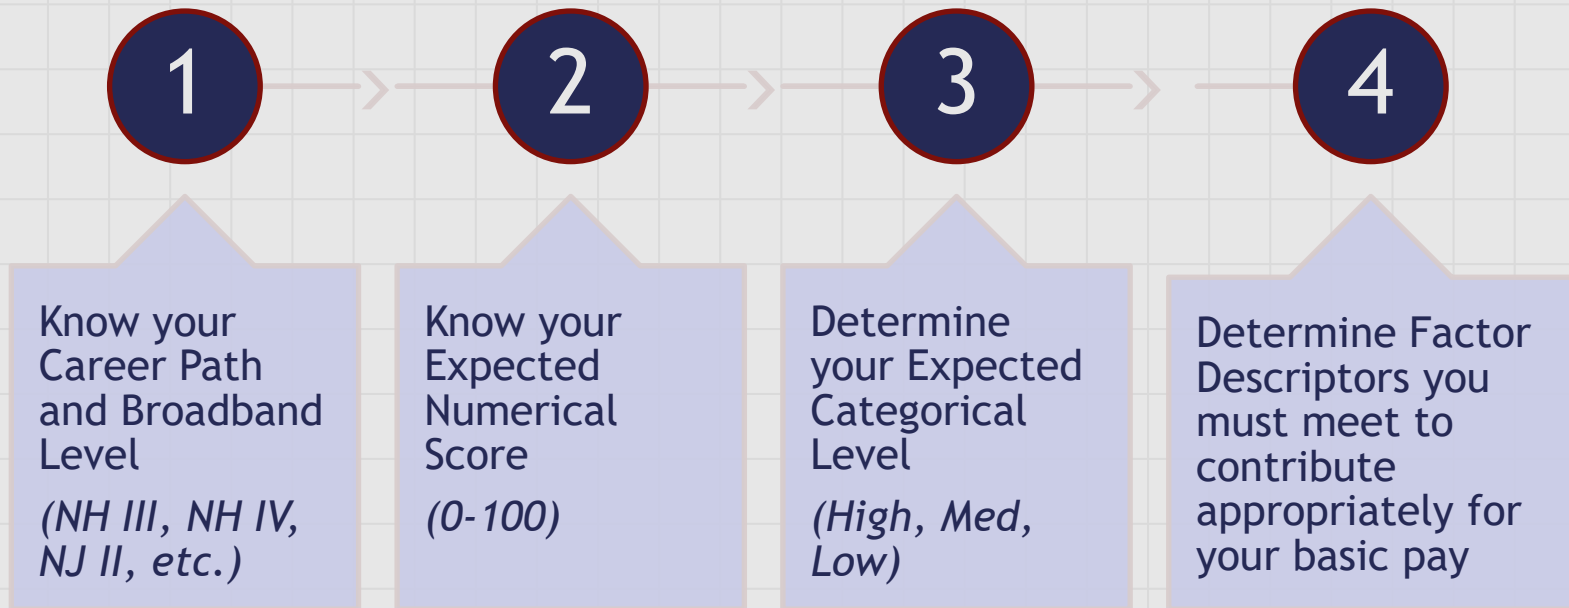 1
Know your
Career Path
and Broadband
Level
(NH III, NH IV,
NJ II, etc.)
2
Know your
Expected
Numerical
Score
(0-100)
3
Determine
your Expected
Categorical
Level
(High, Med,
Low)
4
Determine Factor
Descriptors you
must meet to
contribute
appropriately for
your basic pay